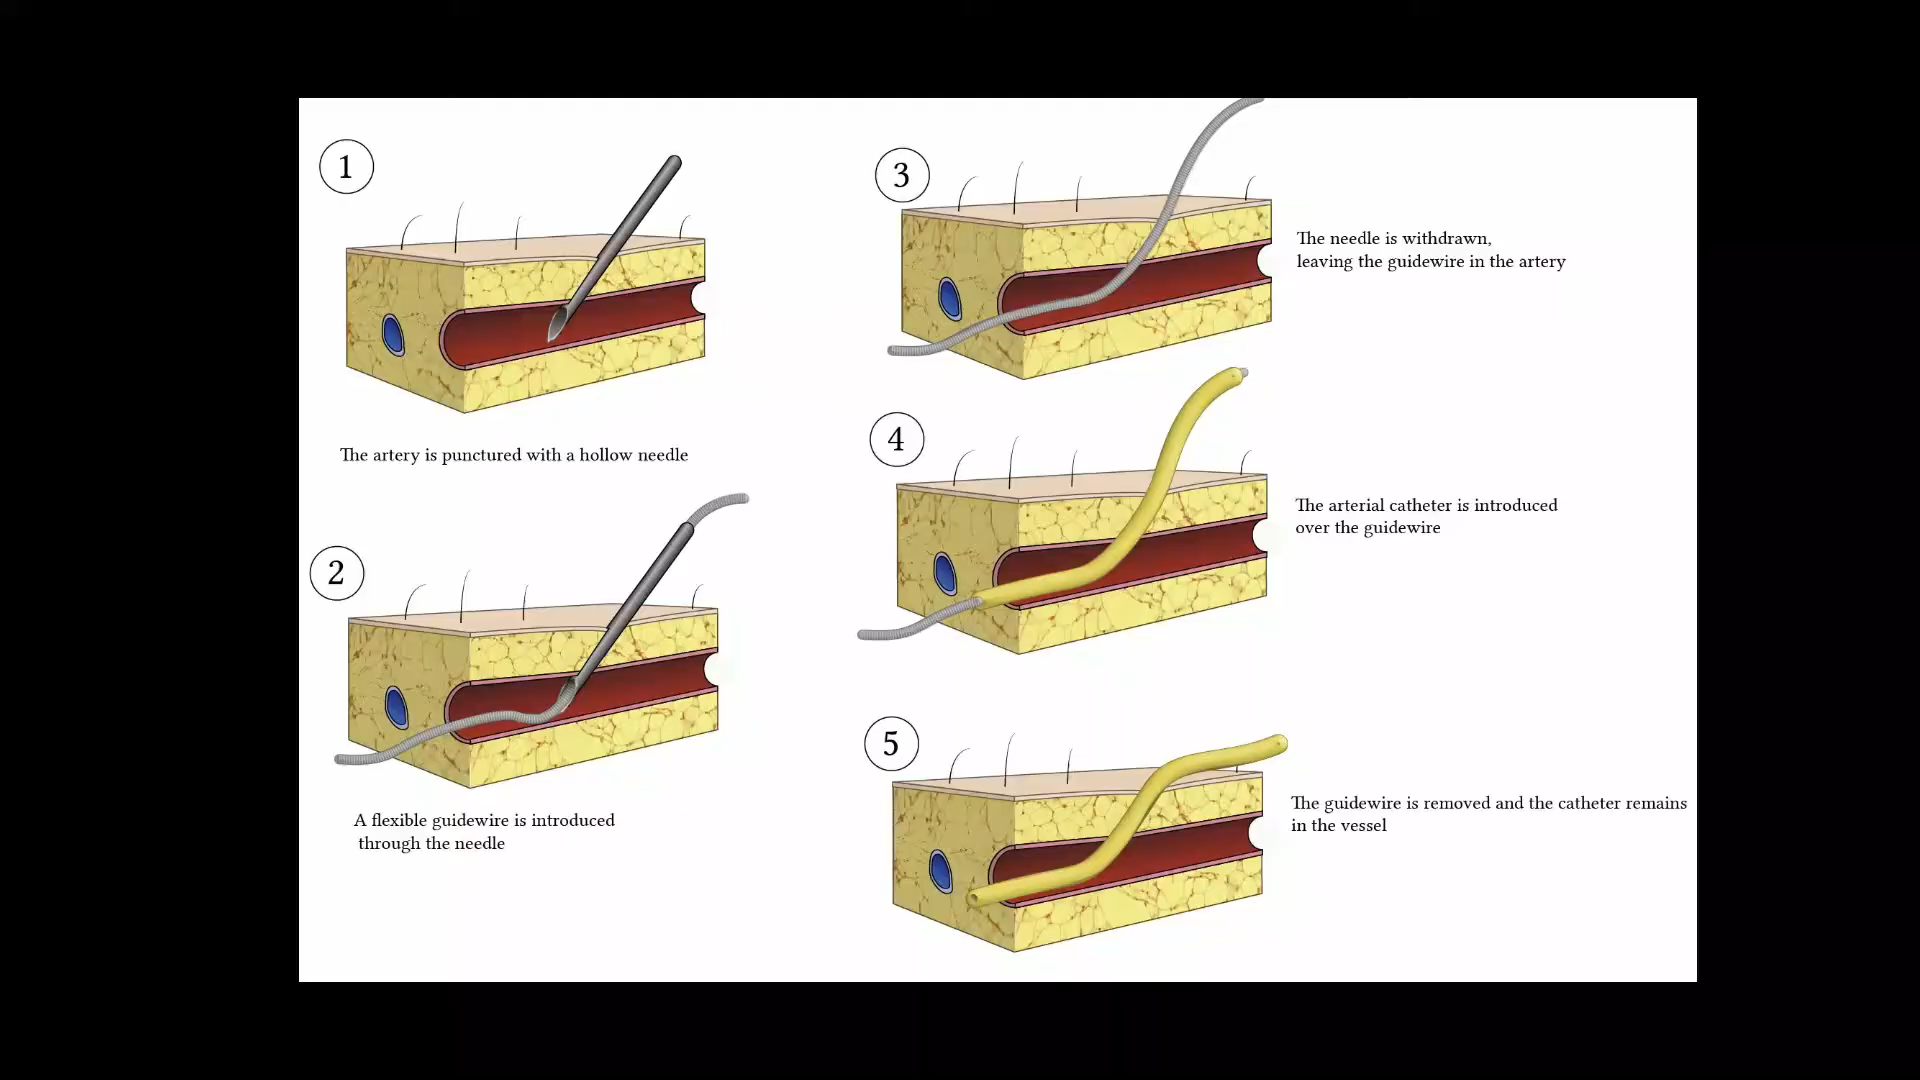 1
The artery is punctured with a hollow needle
2
A flexible guidewire is introduced
through the needle
3
The needle is withdrawn,
leaving the guidewire in the artery
4
The arterial catheter is introduced
over the guidewire
5
The guidewire is removed and the catheter remains
in the vessel